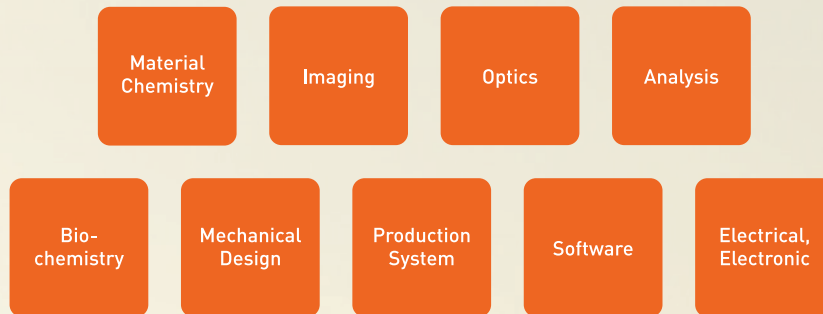 Material
Chemistry
Imaging
Optics
Analysis
Bio-
chemistry
Mechanical
Design
Production
System
Software
Electrical,
Electronic